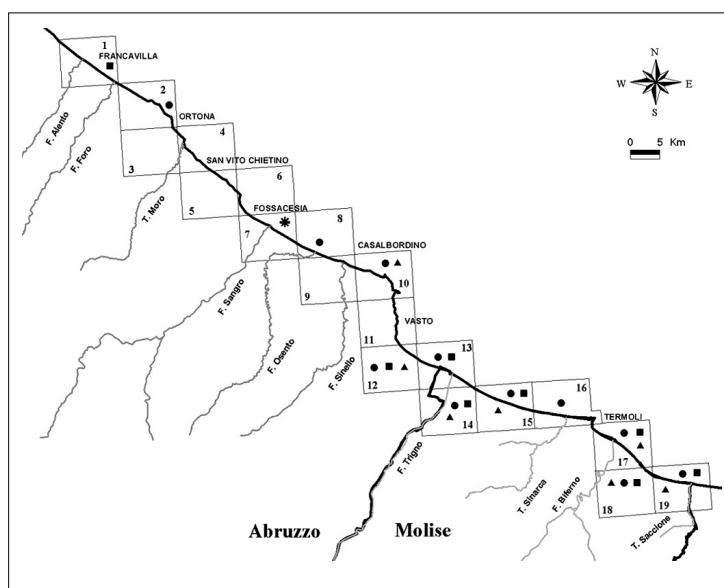 1
FRANCAVILLA
N
W E
S
0 5 Km
2
ORTONA
F. Alento
F. Foro
3
4
SAN VITO CHIETINO
T. Moro
5
6
FOSSACESIA
7
8
CASALBORDINO
9
10
F. Sangro
F. Osento
F. Sinello
VASTO
11
12
13
14
15
16
TERMOLI
17
18
19
F. Trigno
T. Sinarca
F. Biferno
T. Saccione
Abruzzo Molise